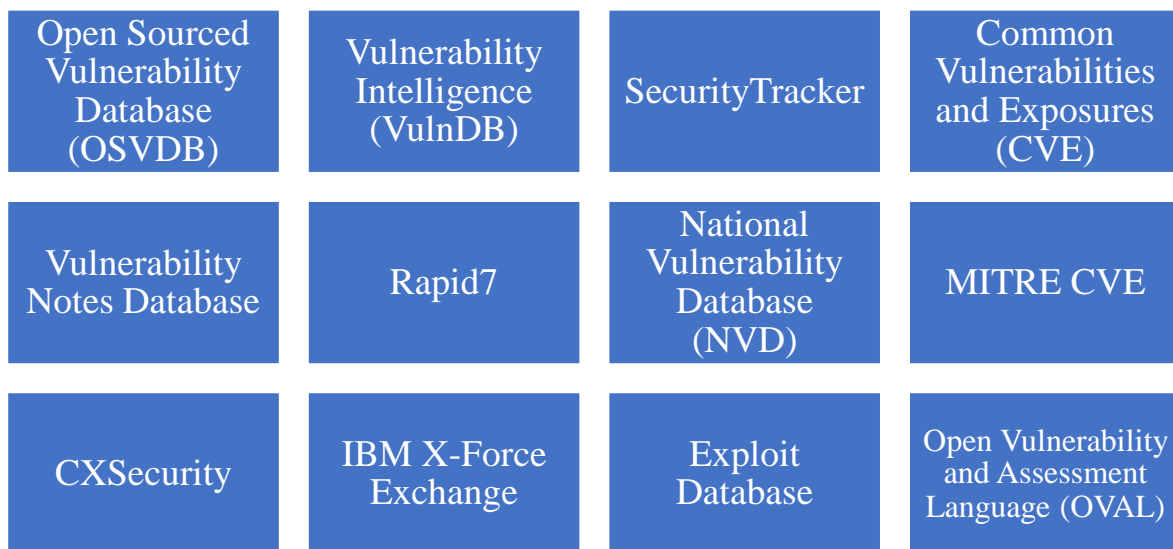 Open Sourced
Vulnerability
Database
(OSVDB)
Vulnerability
Intelligence
(VulnDB)
SecurityTracker
Common
Vulnerabilities
and Exposures
(CVE)
Vulnerability
Notes Database
Rapid7
National
Vulnerability
Database
(NVD)
MITRE CVE
CXSecurity
IBM X-Force
Exchange
Exploit
Database
Open Vulnerability
and Assessment
Language (OVAL)